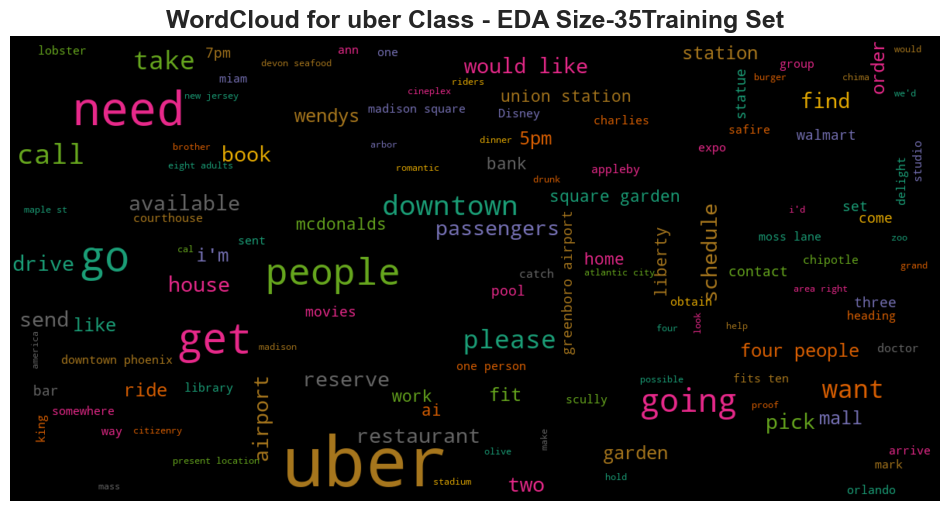 WordCloud for uber Class - EDA Size-35Training Set
lobster
take
7pm
devon seafood
ann
one
would like
station
group
order
would
miam
new jersey
cineplex
riders
burger
chima
we'd
need
wendys
madison square
Disney
union station
statue
find
charlies
safire
walmart
studio
call
brother
book
eight adults
arbor
dinner
5pm
romantic
bank
drunk
appleby
expo
delight
maple st
available
courthouse
downtown
square garden
i'd
set
come
mcdonalds
passengers
sent
cal
i'm
drive
go
greenboro airport
liberty
schedule
moss lane
zoo
home
contact
chipotle
grand
house
people
catch
atlantic city
pool
obtain
area right
three
heading
send
like
movies
four
look
help
america
get
madison
please
downtown phoenix
one person
four people
doctor
bar
ride
library
airport
reserve
work
fit
scully
possible
fits ten
want
king
somewhere
ai
going
proof
pick
mall
way
citizenry
restaurant
make
present location
uber
olive
garden
arrive
mark
mass
stadium
two
hold
orlando